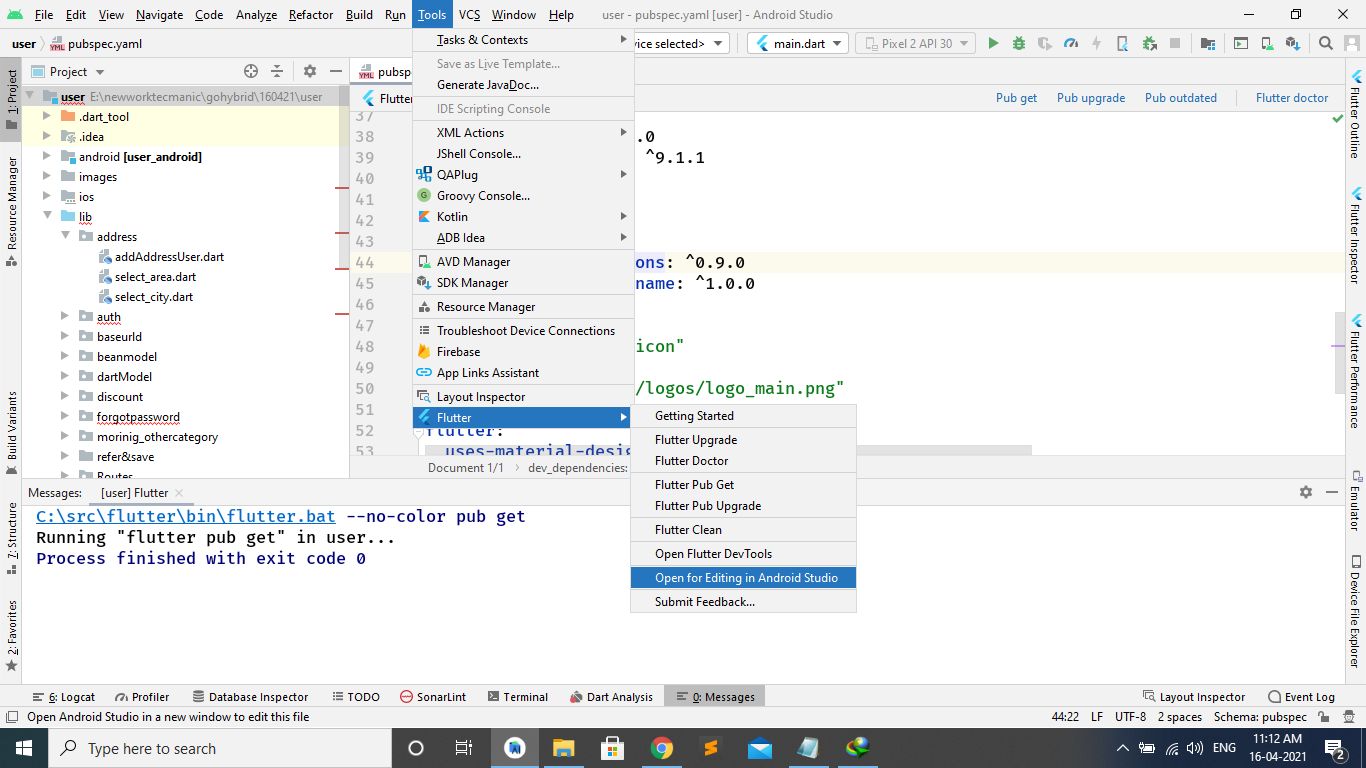 File Edit View Navigate Code Analyze Refactor Build Run Tools VCS Window Help user - pubspec.yaml [user] - Android Studio
user pubspec.yaml
vice selected> main.dart Pixel 2 API 30
Project
pubsp
1: Project
Resource Manager
Build Variants
7: Structure
2: Favorites
user E:\newworktecmanic\gohybrid\160421\user
.dart_tool
.idea
android [user_android]
images
ios
lib
address
addAddressUser.dart
select_area.dart
select_city.dart
auth
baseurld
beanmodel
dartModel
discount
forgotpassword
morinig_othercategory
refer&save
Routes
Tasks & Contexts
Save as Live Template...
Generate JavaDoc...
IDE Scripting Console
XML Actions
JShell Console...
QAPlug
Groovy Console...
Kotlin
ADB Idea
AVD Manager
SDK Manager
Resource Manager
Troubleshoot Device Connections
Firebase
App Links Assistant
Layout Inspector
Flutter
Getting Started
Flutter Upgrade
Flutter Doctor
Flutter Pub Get
Flutter Pub Upgrade
Flutter Clean
Open Flutter DevTools
Open for Editing in Android Studio
Submit Feedback...
Flutter
Pub get Pub upgrade Pub outdated Flutter doctor
37
38 .0
39 ^9.1.1
40
41
42
43
44 ons: ^0.9.0
45 name: ^1.0.0
46
47
48 icon"
49
50 /logos/logo_main.png"
51
52 flutter:
53 uses-material-desig
Document 1/1 dev_dependencies:
Flutter Outline
Flutter Inspector
Flutter Performance
Emulator
Device File Explorer
Messages: [user] Flutter
C:\src\flutter\bin\flutter.bat --no-color pub get
Running "flutter pub get" in user...
Process finished with exit code 0
6: Logcat Profiler Database Inspector TODO SonarLint Terminal Dart Analysis 0: Messages Layout Inspector Event Log
Open Android Studio in a new window to edit this file 44:22 LF UTF-8 2 spaces Schema: pubspec
Type here to search
ENG
11:12 AM
16-04-2021
2